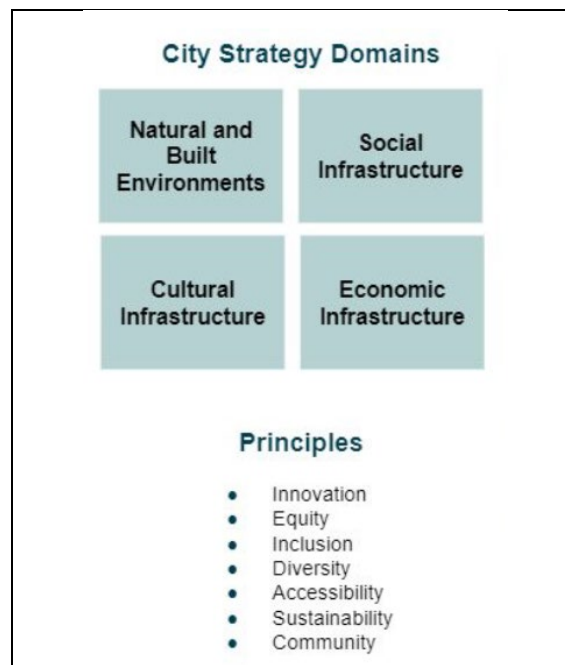 City Strategy Domains
Natural and
Built
Environments
Social
Infrastructure
Cultural
Infrastructure
Economic
Infrastructure
Principles
● Innovation
● Equity
● Inclusion
● Diversity
● Accessibility
● Sustainability
● Community